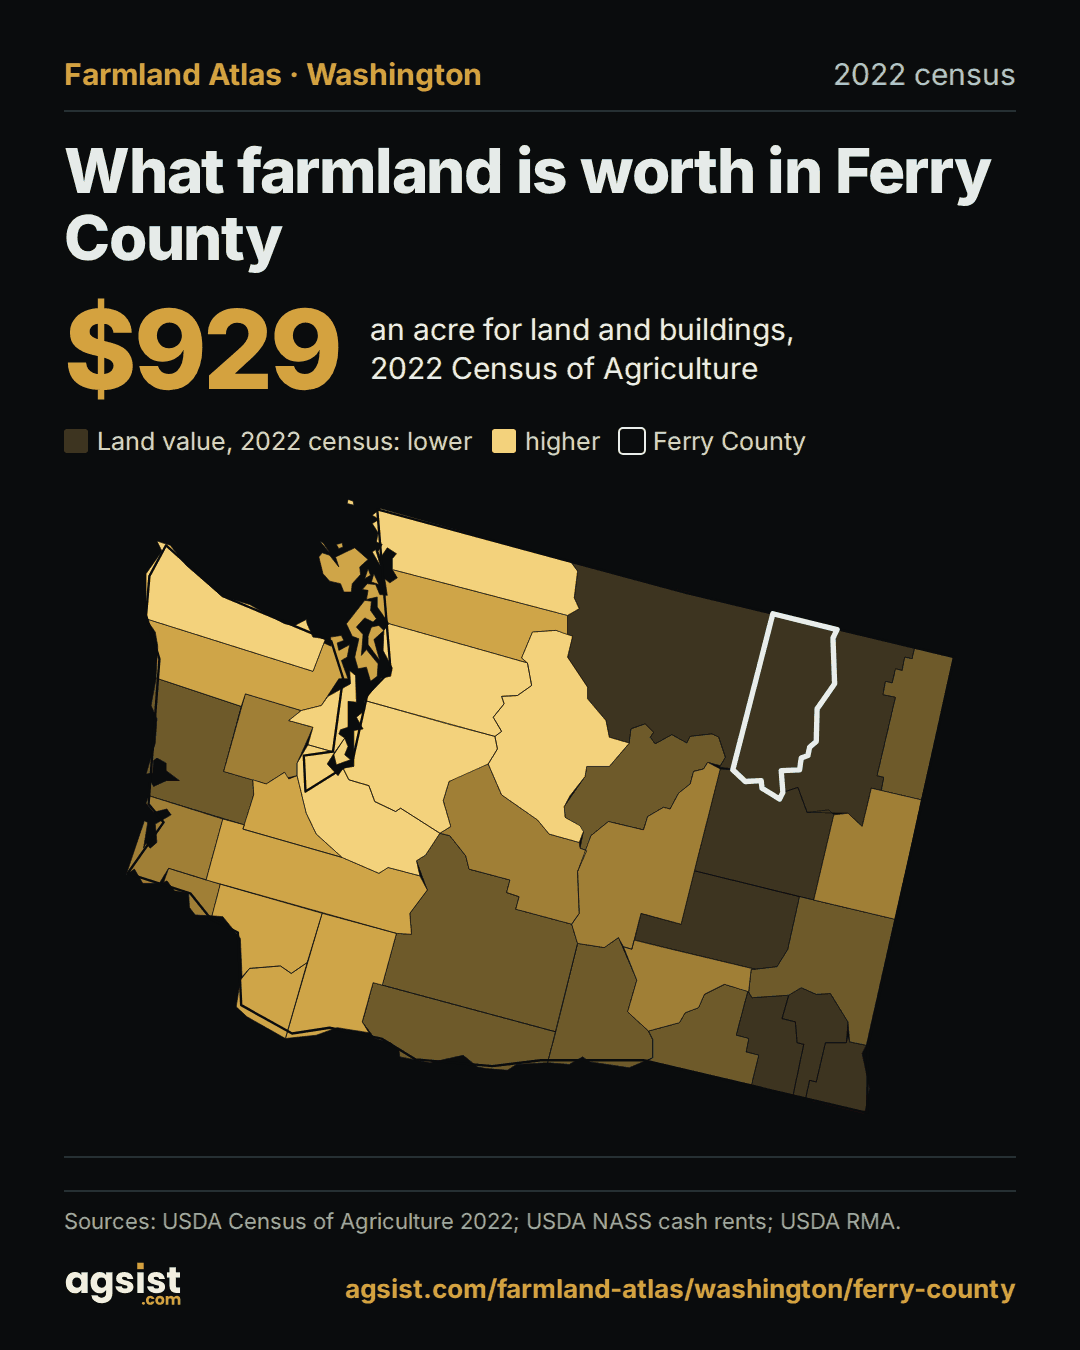 Farmland Atlas · Washington
2022 census
What farmland is worth in Ferry
County
$929
an acre for land and buildings,
2022 Census of Agriculture
Land value, 2022 census: lower
higher
Ferry County
Sources: USDA Census of Agriculture 2022; USDA NASS cash rents; USDA RMA.
agsist
.com
agsist.com/farmland-atlas/washington/ferry-county